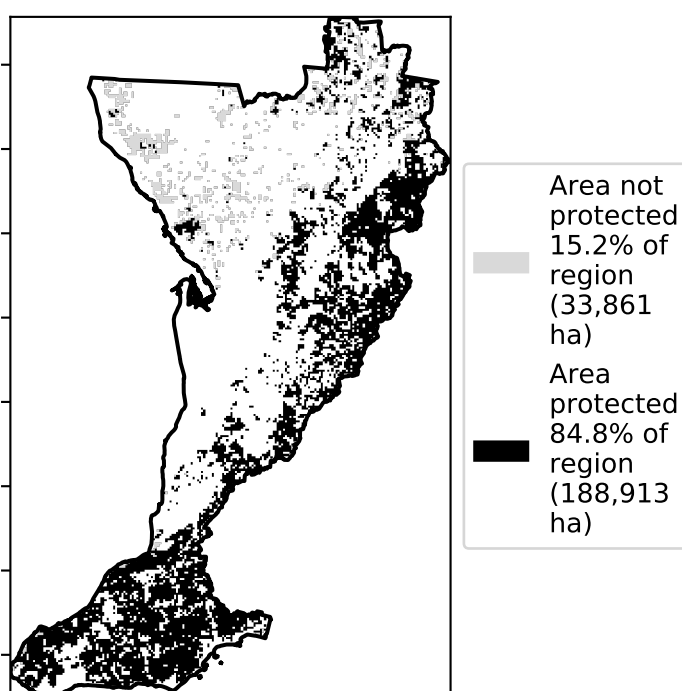 Area not
protected
15.2% of
region
(33,861
ha)
Area
protected
84.8% of
region
(188,913
ha)